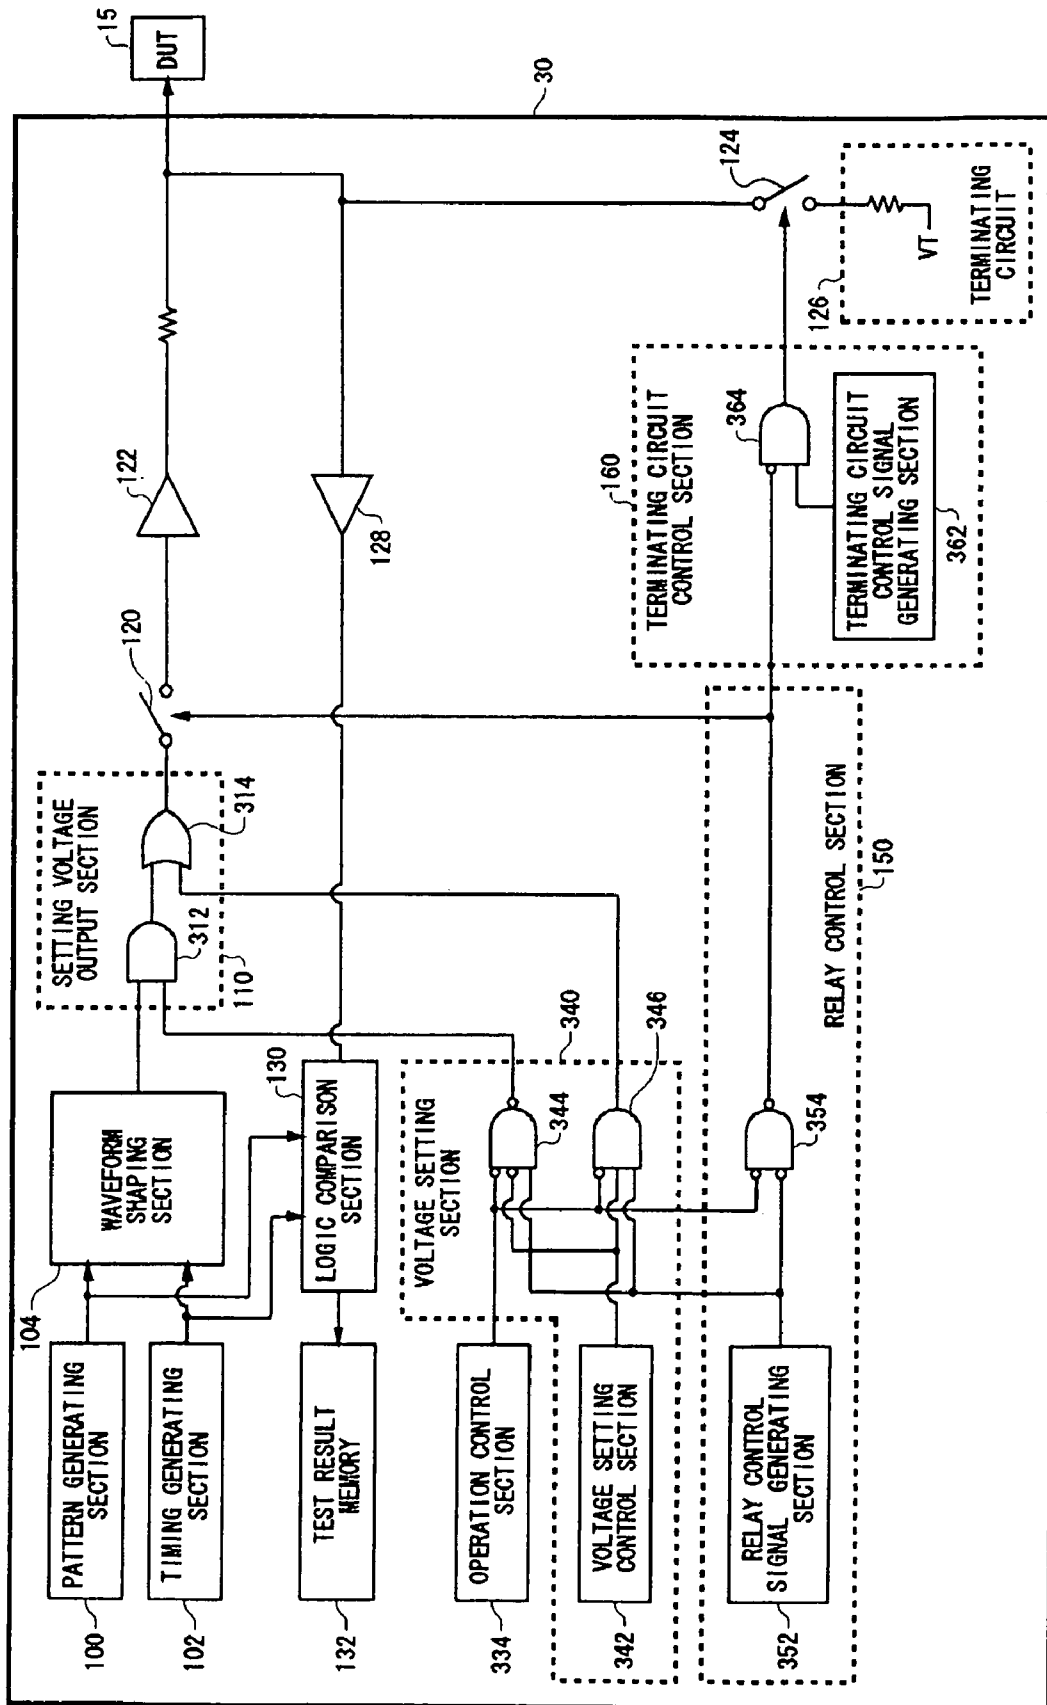 15
DUT
30
122
120
128
124
126
VT
TERMINATING
CIRCUIT
SETTING VOLTAGE
OUTPUT SECTION
314
312
110
WAVEFORM
SHAPING
SECTION
104
130
LOGIC COMPARISON
SECTION
PATTERN GENERATING
SECTION
100
TIMING GENERATING
SECTION
102
TEST RESULT
MEMORY
132
VOLTAGE SETTING
SECTION
340
344
346
OPERATION CONTROL
SECTION
334
VOLTAGE SETTING
CONTROL SECTION
342
RELAY CONTROL
SIGNAL GENERATING
SECTION
352
354
RELAY CONTROL SECTION
150
160
TERMINATING CIRCUIT
CONTROL SECTION
364
TERMINATING CIRCUIT
CONTROL SIGNAL
GENERATING SECTION
362